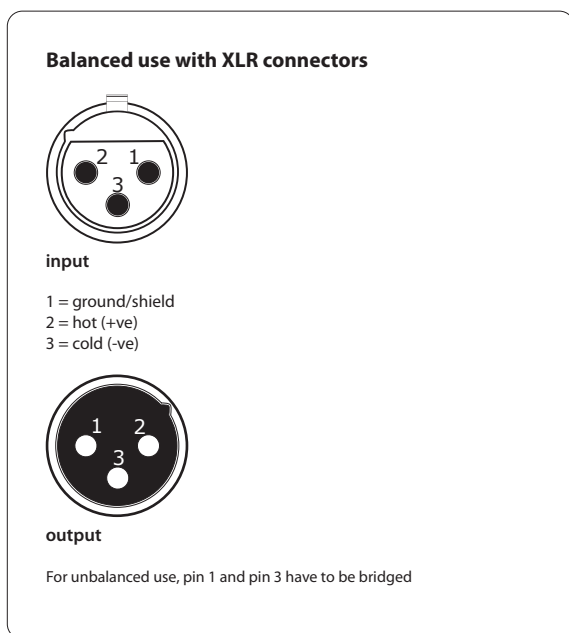 Balanced use with XLR connectors
2 1
3
input
1 = ground/shield
2 = hot (+ve)
3 = cold (-ve)
1 2
3
output
For unbalanced use, pin 1 and pin 3 have to be bridged